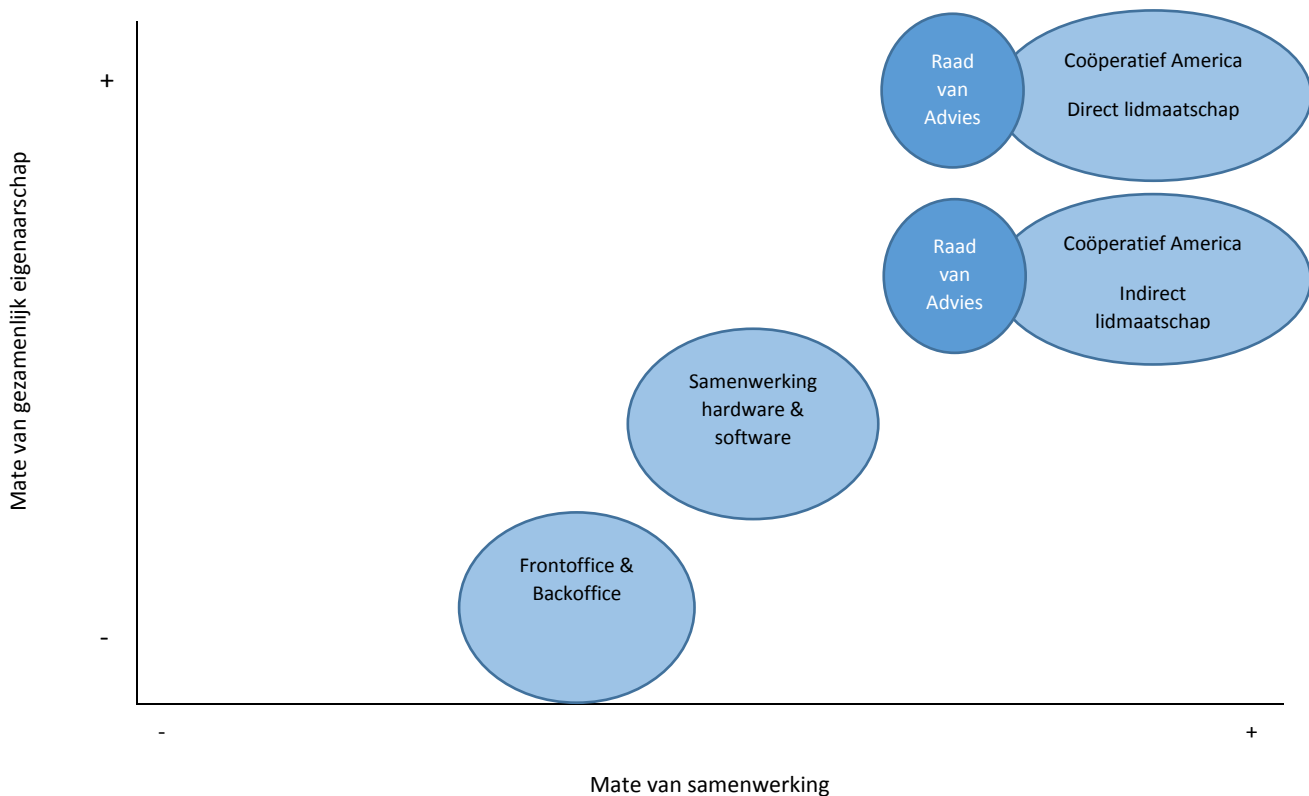 +
Raad
van
Advies
Coöperatief America
Direct lidmaatschap
Mate van gezamenlijk eigenaarschap
Raad
van
Advies
Coöperatief America
Indirect
lidmaatschap
Samenwerking
hardware &
software
Frontoffice &
Backoffice
-
-
+
Mate van samenwerking